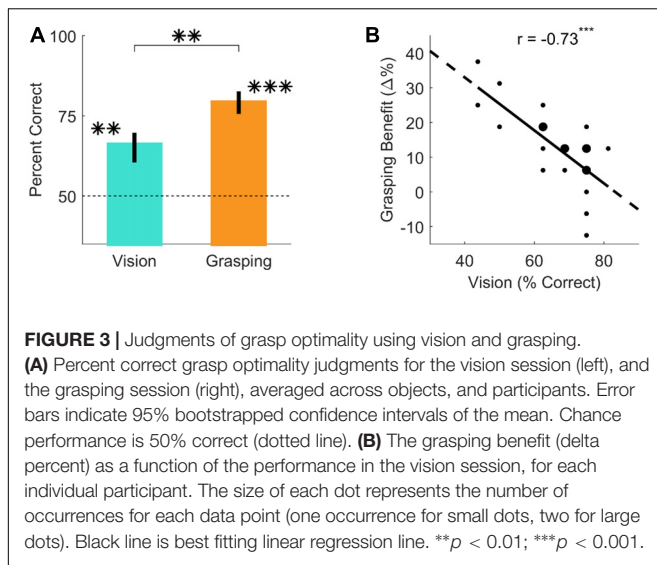 A
B
**
r = -0.73***
100
75
50
Percent Correct
**
***
Vision
Grasping
40
30
20
10
0
-10
Grasping Benefit (Δ%)
40
60
80
Vision (% Correct)
FIGURE 3 | Judgments of grasp optimality using vision and grasping.
(A) Percent correct grasp optimality judgments for the vision session (left), and
the grasping session (right), averaged across objects, and participants. Error
bars indicate 95% bootstrapped confidence intervals of the mean. Chance
performance is 50% correct (dotted line). (B) The grasping benefit (delta
percent) as a function of the performance in the vision session, for each
individual participant. The size of each dot represents the number of
occurrences for each data point (one occurrence for small dots, two for large
dots). Black line is best fitting linear regression line. **p < 0.01; ***p < 0.001.